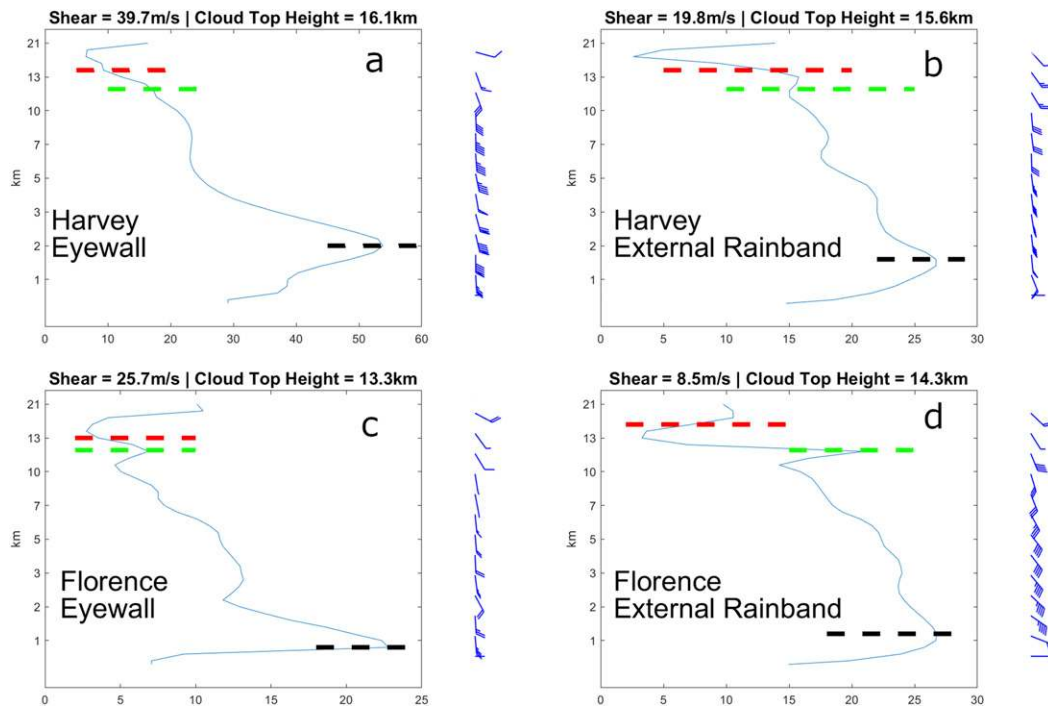 Shear = 39.7m/s | Cloud Top Height = 16.1km
a
21
13
10
7
5
3
2
1
km
Harvey
Eyewall
0 10 20 30 40 50 60
Shear = 19.8m/s | Cloud Top Height = 15.6km
b
21
13
10
7
5
3
2
1
km
Harvey
External Rainband
0 5 10 15 20 25 30
Shear = 25.7m/s | Cloud Top Height = 13.3km
c
21
13
10
7
5
3
2
1
km
Florence
Eyewall
0 5 10 15 20 25
Shear = 8.5m/s | Cloud Top Height = 14.3km
d
21
13
10
7
5
3
2
1
km
Florence
External Rainband
0 5 10 15 20 25 30